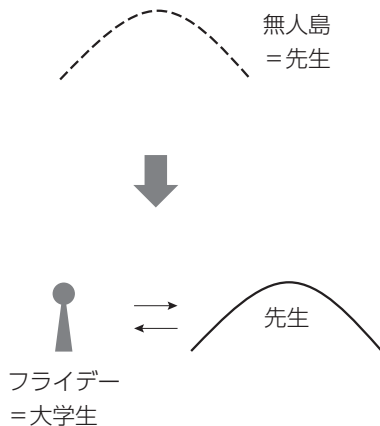 無人島
＝先生
先生
フライデー
＝大学生